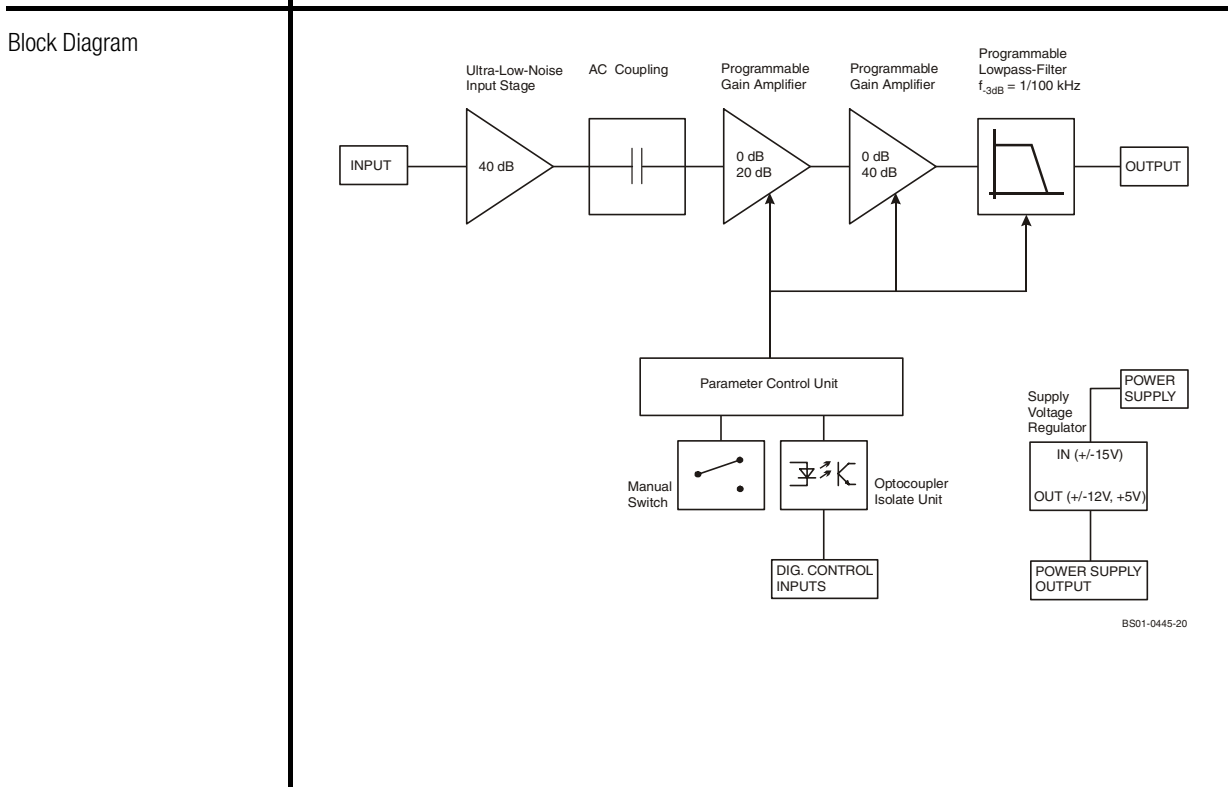 Block Diagram
Ultra-Low-Noise
Input Stage
AC Coupling
Programmable
Gain Amplifier
Programmable
Gain Amplifier
Programmable
Lowpass-Filter
f-3dB = 1/100 kHz
INPUT
40 dB
0 dB
20 dB
0 dB
40 dB
OUTPUT
Parameter Control Unit
Manual
Switch
Optocoupler
Isolate Unit
DIG. CONTROL
INPUTS
POWER
SUPPLY
Supply
Voltage
Regulator
IN (+/-15V)
OUT (+/-12V, +5V)
POWER SUPPLY
OUTPUT
BS01-0445-20